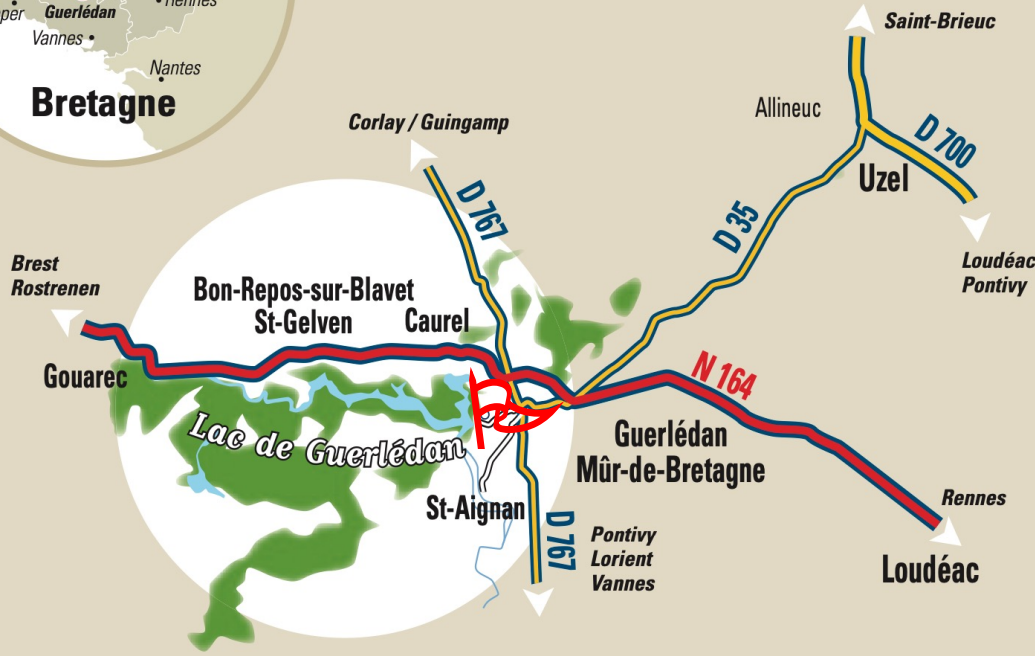 Rennes
Guerlédan
Vannes
Nantes
Bretagne
Saint-Brieuc
Allineuc
Corlay / Guingamp
D 700
Uzel
D 767
D 35
Loudéac
Pontivy
Brest
Rostrenen
Bon-Repos-sur-Blavet
St-Gelven
Caurel
Gouarec
N 164
Lac de Guerlédan
Guerlédan
Mûr-de-Bretagne
St-Aignan
Rennes
D 767
Pontivy
Lorient
Vannes
Loudéac